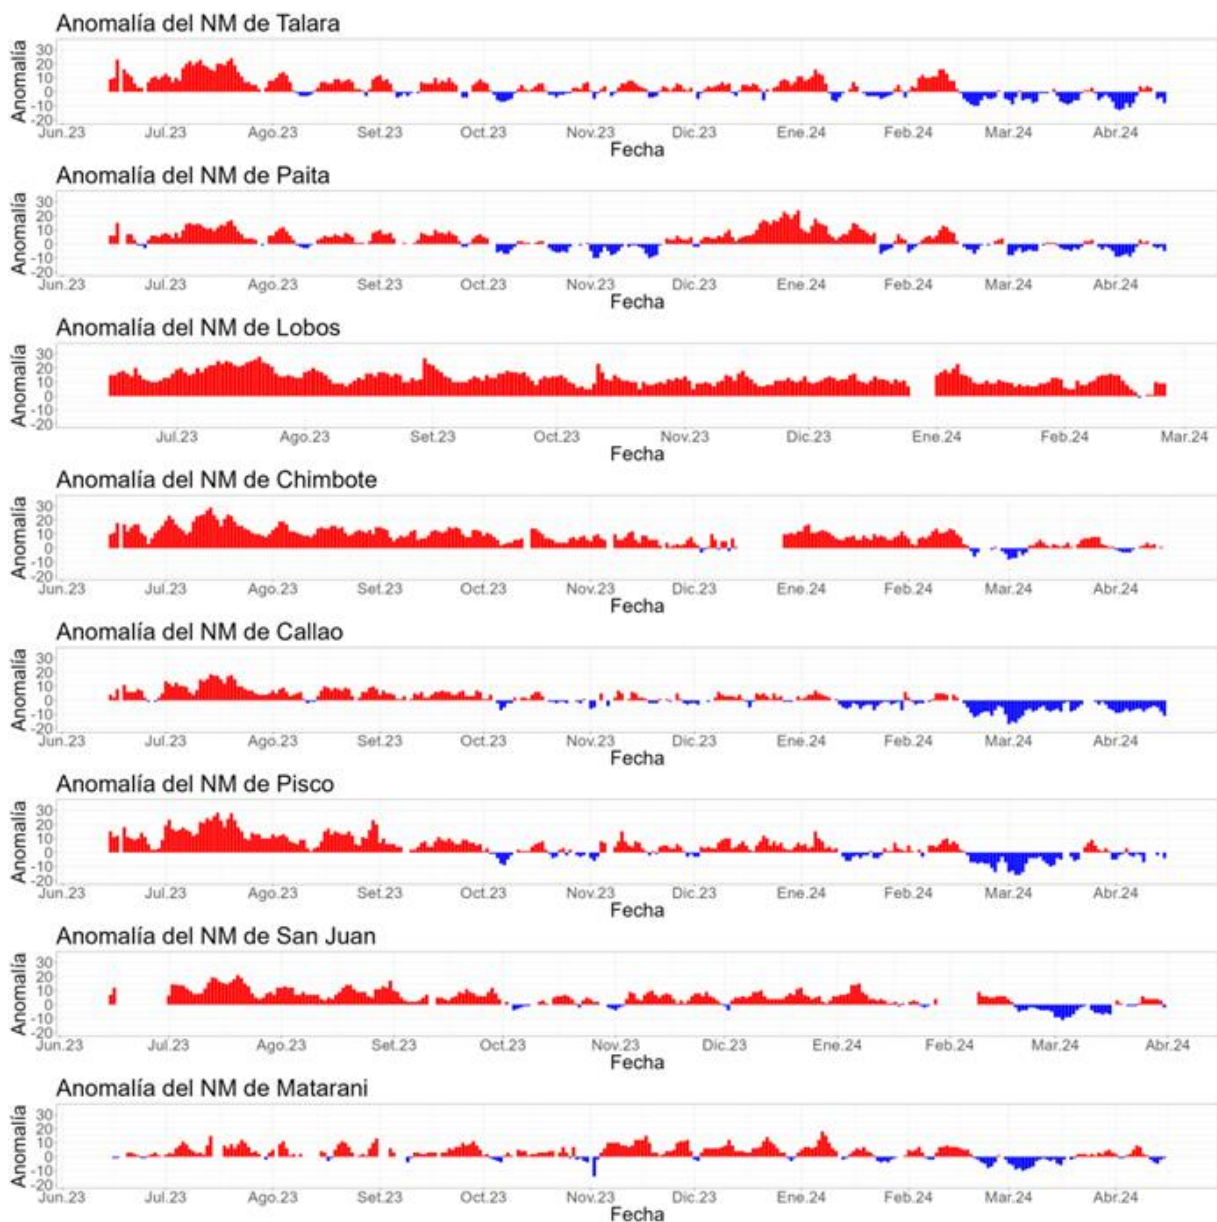 Anomalía del NM de Talara
Anomalía
30
20
10
0
-10
-20
Jun.23 Jul.23 Ago.23 Set.23 Oct.23 Nov.23 Dic.23 Ene.24 Feb.24 Mar.24 Abr.24
Fecha
Anomalía del NM de Paita
Anomalía
30
20
10
0
-10
-20
Jun.23 Jul.23 Ago.23 Set.23 Oct.23 Nov.23 Dic.23 Ene.24 Feb.24 Mar.24 Abr.24
Fecha
Anomalía del NM de Lobos
Anomalía
30
20
10
0
-10
-20
Jul.23 Ago.23 Set.23 Oct.23 Nov.23 Dic.23 Ene.24 Feb.24 Mar.24
Fecha
Anomalía del NM de Chimbote
Anomalía
30
20
10
0
-10
-20
Jun.23 Jul.23 Ago.23 Set.23 Oct.23 Nov.23 Dic.23 Ene.24 Feb.24 Mar.24 Abr.24
Fecha
Anomalía del NM de Callao
Anomalía
30
20
10
0
-10
-20
Jun.23 Jul.23 Ago.23 Set.23 Oct.23 Nov.23 Dic.23 Ene.24 Feb.24 Mar.24 Abr.24
Fecha
Anomalía del NM de Pisco
Anomalía
30
20
10
0
-10
-20
Jun.23 Jul.23 Ago.23 Set.23 Oct.23 Nov.23 Dic.23 Ene.24 Feb.24 Mar.24 Abr.24
Fecha
Anomalía del NM de San Juan
Anomalía
30
20
10
0
-10
-20
Jun.23 Jul.23 Ago.23 Set.23 Oct.23 Nov.23 Dic.23 Ene.24 Feb.24 Mar.24 Abr.24
Fecha
Anomalía del NM de Matarani
Anomalía
30
20
10
0
-10
-20
Jun.23 Jul.23 Ago.23 Set.23 Oct.23 Nov.23 Dic.23 Ene.24 Feb.24 Mar.24 Abr.24
Fecha